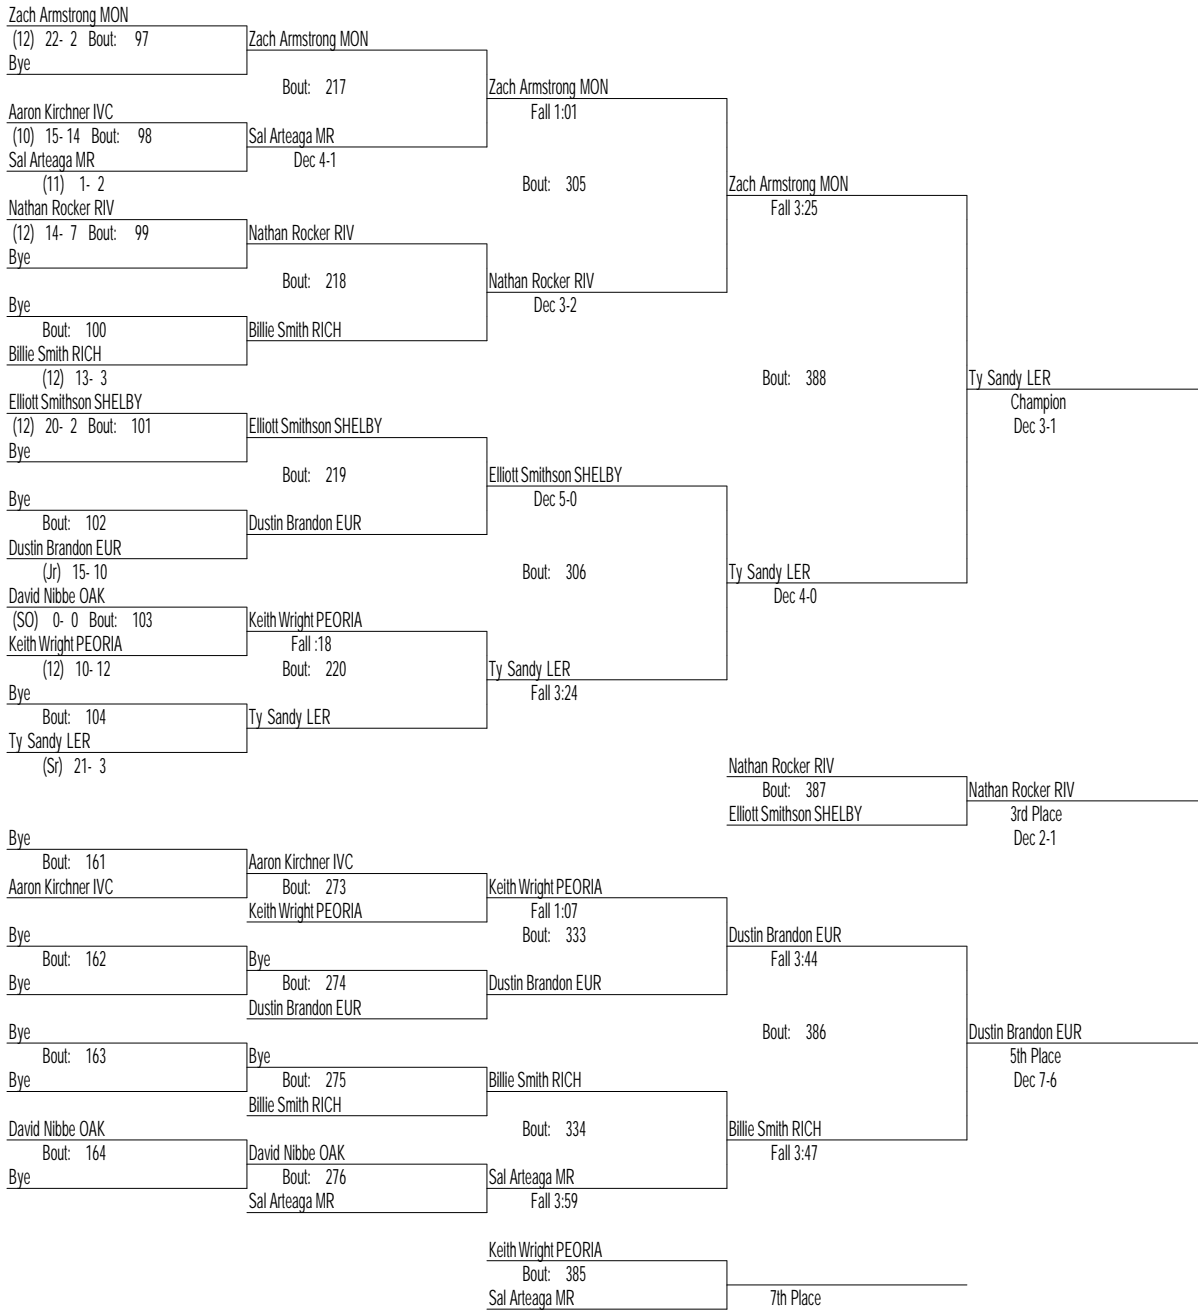 Zach Armstrong MON
(12) 22- 2 Bout: 97
Zach Armstrong MON
Bye
Bout: 217
Zach Armstrong MON
Aaron Kirchner IVC
Fall 1:01
(10) 15- 14 Bout: 98
Sal Arteaga MR
Sal Arteaga MR
Dec 4-1
(11) 1- 2
Bout: 305
Zach Armstrong MON
Nathan Rocker RIV
Fall 3:25
(12) 14- 7 Bout: 99
Nathan Rocker RIV
Bye
Bout: 218
Nathan Rocker RIV
Bye
Dec 3-2
Bout: 100
Billie Smith RICH
Billie Smith RICH
(12) 13- 3
Bout: 388
Ty Sandy LER
Elliott Smithson SHELBY
Champion
(12) 20- 2 Bout: 101
Elliott Smithson SHELBY
Dec 3-1
Bye
Bout: 219
Elliott Smithson SHELBY
Bye
Dec 5-0
Bout: 102
Dustin Brandon EUR
Dustin Brandon EUR
(Jr) 15- 10
Bout: 306
Ty Sandy LER
David Nibbe OAK
Dec 4-0
(SO) 0- 0 Bout: 103
Keith Wright PEORIA
Keith Wright PEORIA
Fall :18
(12) 10- 12
Bout: 220
Ty Sandy LER
Bye
Fall 3:24
Bout: 104
Ty Sandy LER
Ty Sandy LER
(Sr) 21- 3
Nathan Rocker RIV
Bout: 387
Nathan Rocker RIV
Elliott Smithson SHELBY
3rd Place
Dec 2-1
Bye
Bout: 161
Aaron Kirchner IVC
Aaron Kirchner IVC
Bout: 273
Keith Wright PEORIA
Keith Wright PEORIA
Fall 1:07
Bye
Bout: 333
Dustin Brandon EUR
Bout: 162
Bye
Fall 3:44
Bye
Bout: 274
Dustin Brandon EUR
Dustin Brandon EUR
Bye
Bout: 386
Dustin Brandon EUR
Bout: 163
Bye
5th Place
Bye
Bout: 275
Billie Smith RICH
Dec 7-6
Billie Smith RICH
David Nibbe OAK
Bout: 334
Billie Smith RICH
Bout: 164
David Nibbe OAK
Fall 3:47
Bye
Bout: 276
Sal Arteaga MR
Sal Arteaga MR
Fall 3:59
Keith Wright PEORIA
Bout: 385
Sal Arteaga MR
7th Place